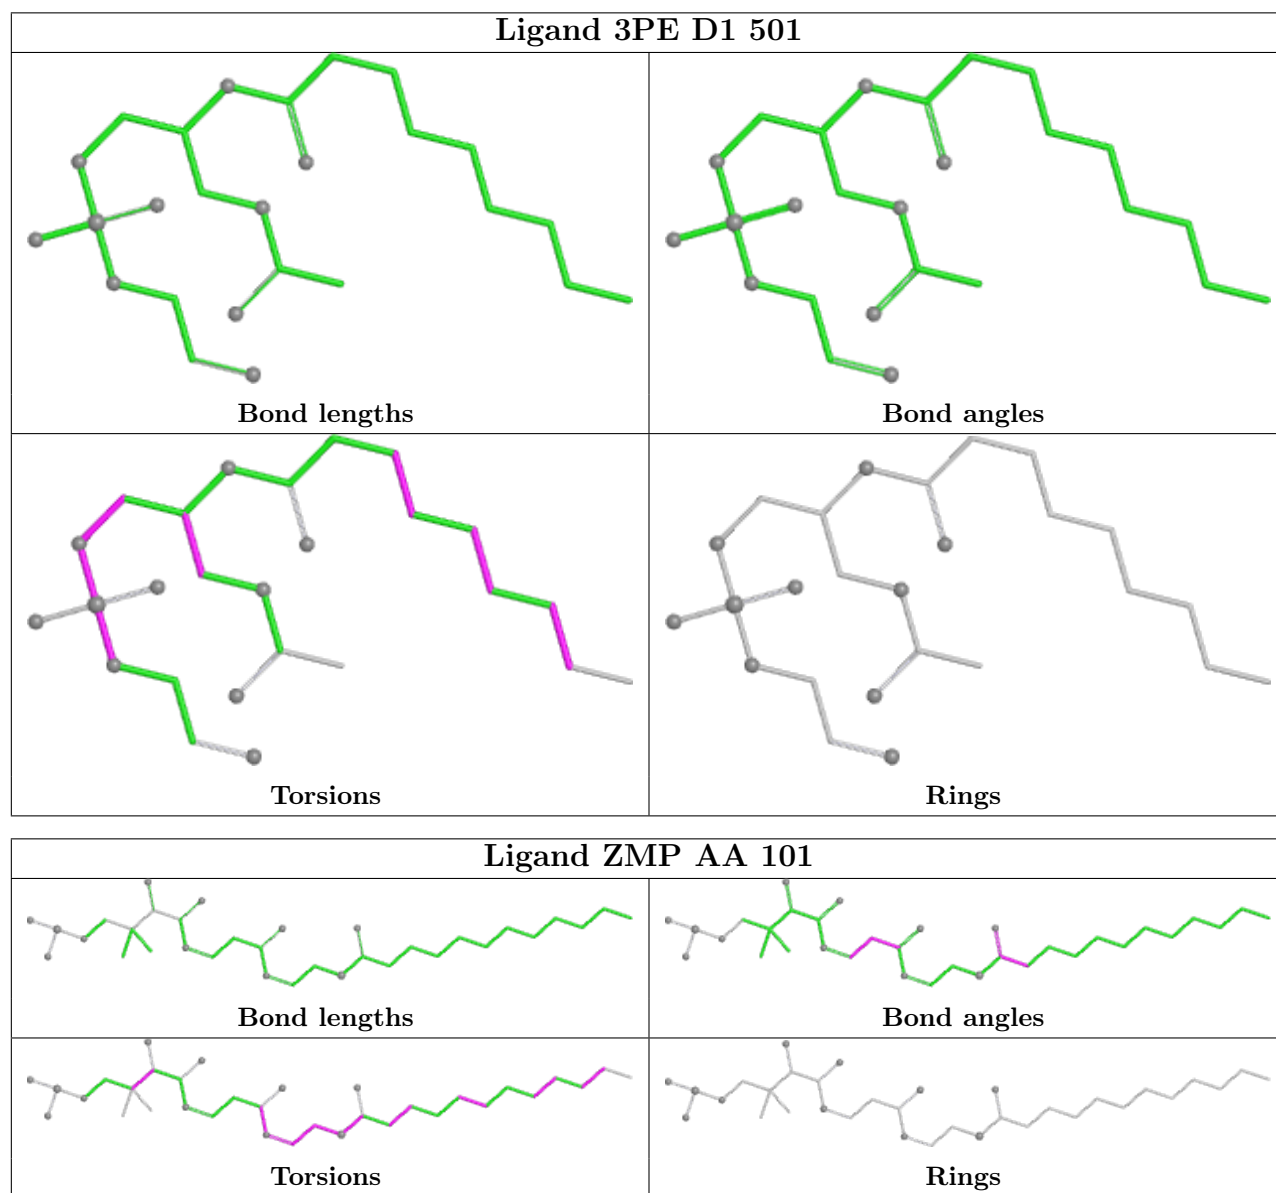 Ligand 3PE D1 501
Bond lengths
Bond angles
Torsions
Rings
Ligand ZMP AA 101
Bond lengths
Bond angles
Torsions
Rings